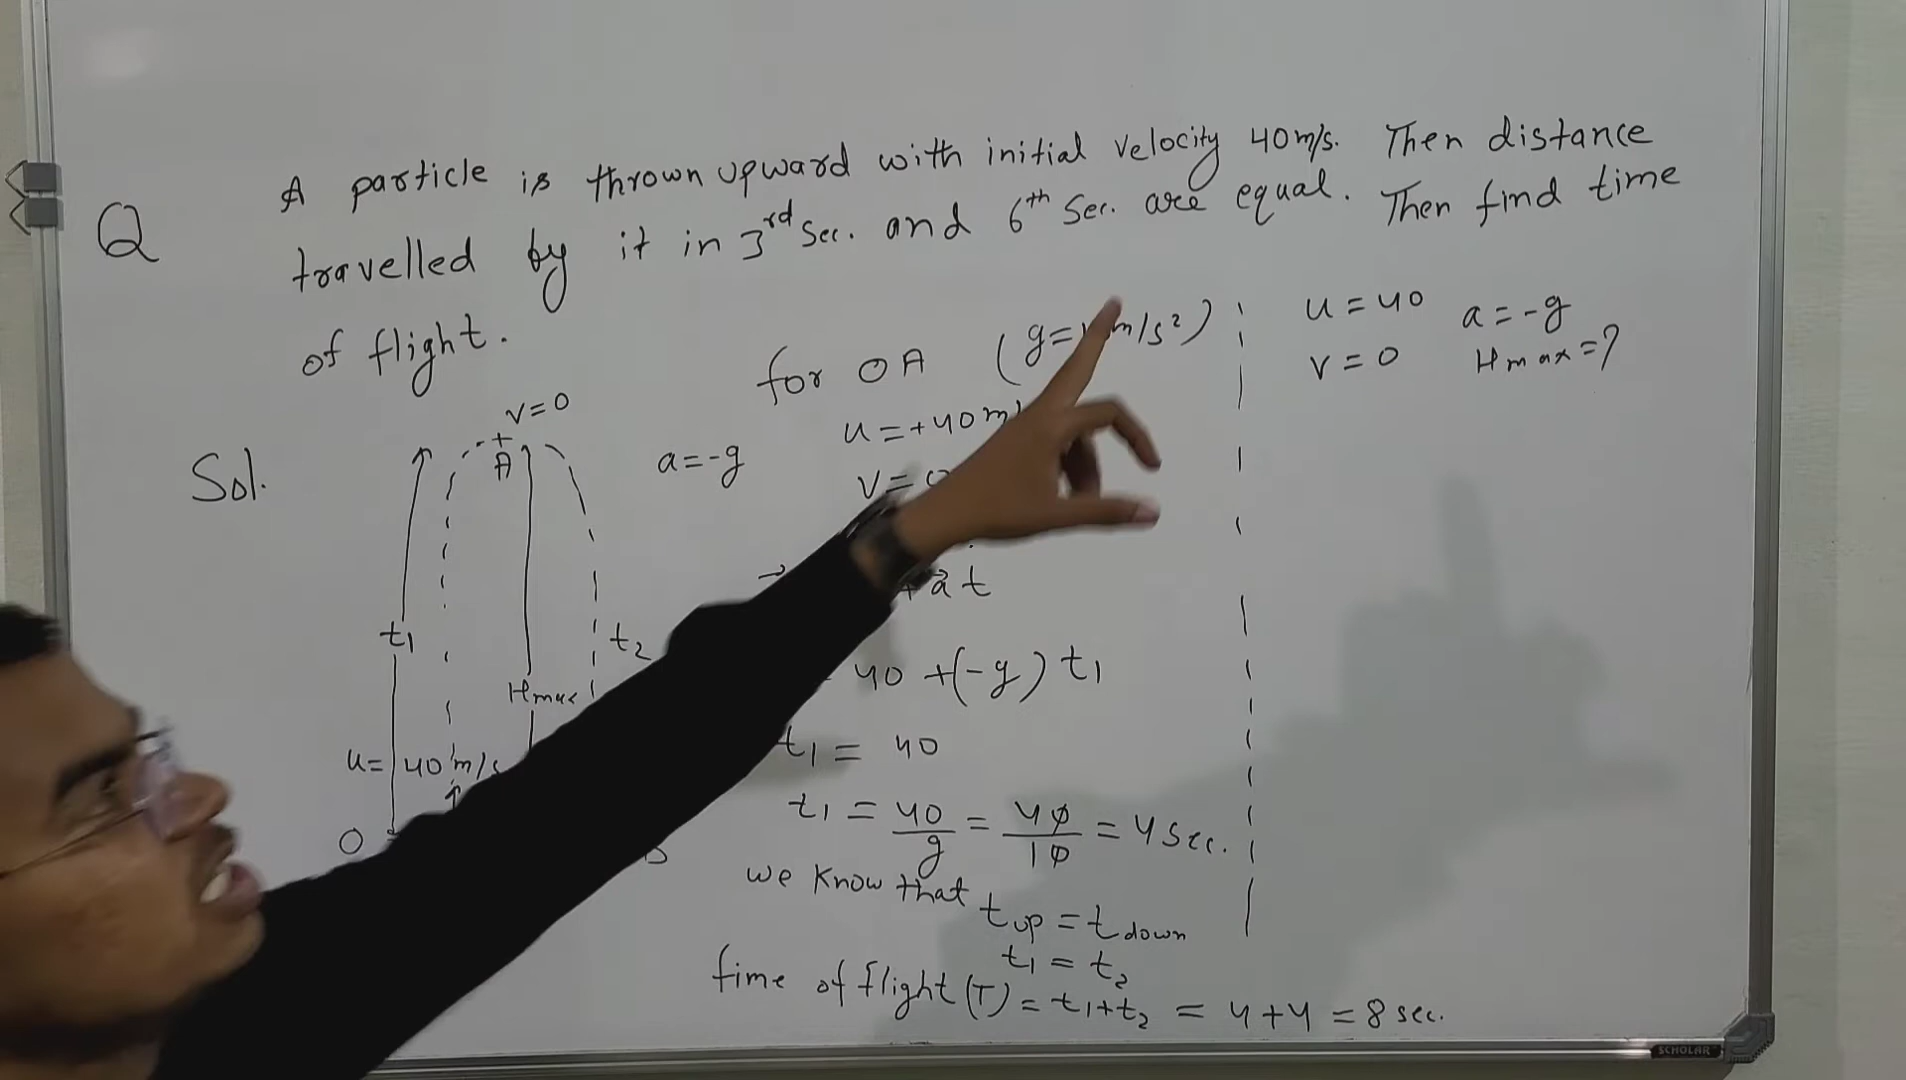 Q A particle is thrown upward with initial velocity 40m/s. Then distance
travelled by it in 3rd Sec. and 6th Sec. are equal. Then find time
of flight.
Sol.
v=0
A
t1
t2
Hmax
u= 40 m/s
O
a=-g
for OA (g= m/s²)
u=+40m
v=
+at
40 +(-g) t1
t1 = 40
t1 = 40/g = 40/10 = 4 Sec.
we know that
tup = tdown
t1 = t2
time of flight (T) = t1+t2 = 4+4 = 8 sec.
u = 40 a = -g
v = 0 Hmax = ?
SCHOLAR